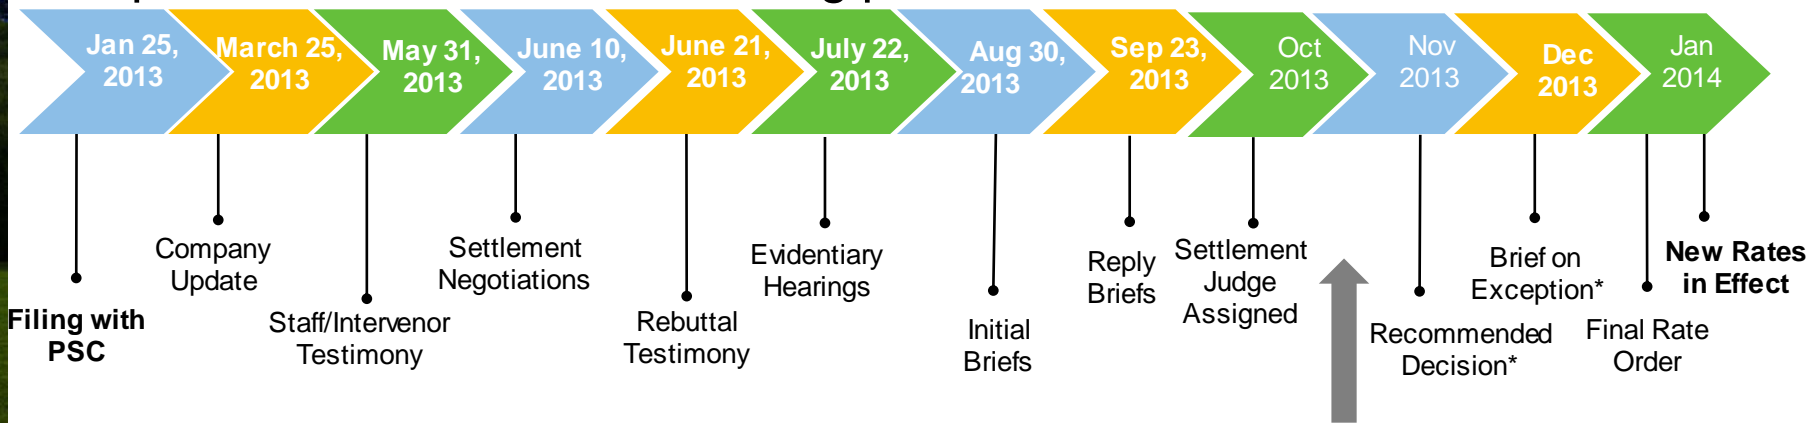 Jan 25,
2013
March 25,
2013
May 31,
2013
June 10,
2013
June 21,
2013
July 22,
2013
Aug 30,
2013
Sep 23,
2013
Oct
2013
Nov
2013
Dec
2013
Jan
2014
Filing with
PSC
Company
Update
Staff/Intervenor
Testimony
Settlement
Negotiations
Rebuttal
Testimony
Evidentiary
Hearings
Initial
Briefs
Reply
Briefs
Settlement
Judge
Assigned
Recommended
Decision*
Brief on
Exception*
Final Rate
Order
New Rates
in Effect